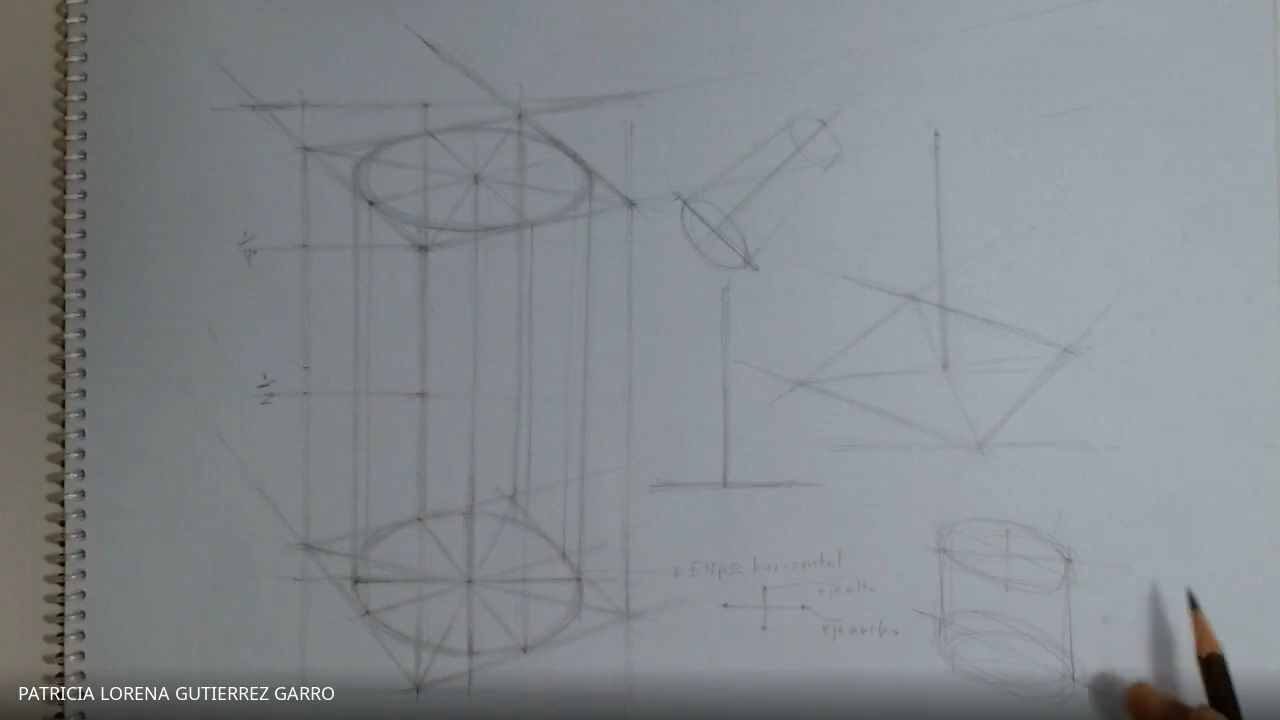 Elipse horizontal
eje alto
eje ancho
PATRICIA LORENA GUTIERREZ GARRO